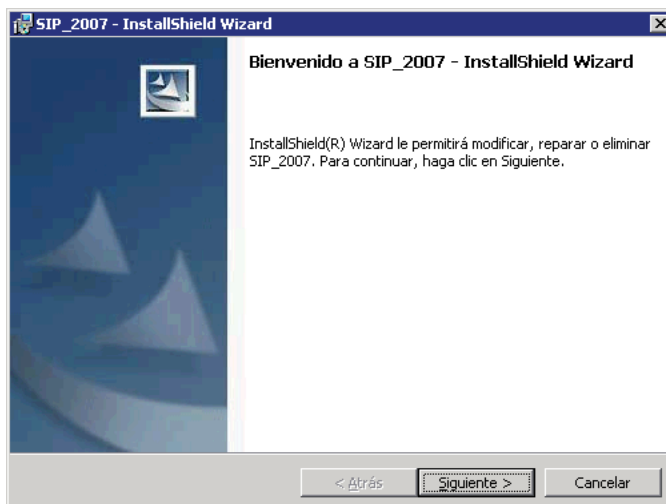 SIP_2007 - InstallShield Wizard
Bienvenido a SIP_2007 - InstallShield Wizard
InstallShield(R) Wizard le permitirá modificar, reparar o eliminar
SIP_2007. Para continuar, haga clic en Siguiente.
< Atrás Siguiente > Cancelar